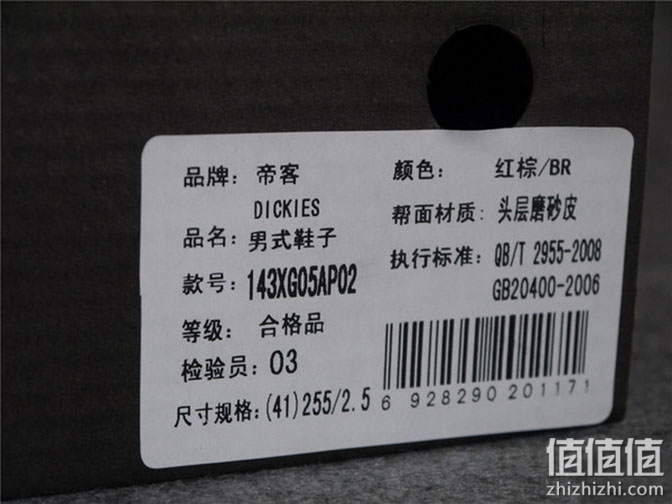 品牌：帝客
DICKIES
品名：男式鞋子
款号：143XG05AP02
等级：合格品
检验员：03
尺寸规格：(41)255/2.5
颜色：红棕/BR
帮面材质：头层磨砂皮
执行标准：QB/T 2955-2008
GB20400-2006
6 928290 201171
值值值
zhizhizhi.com